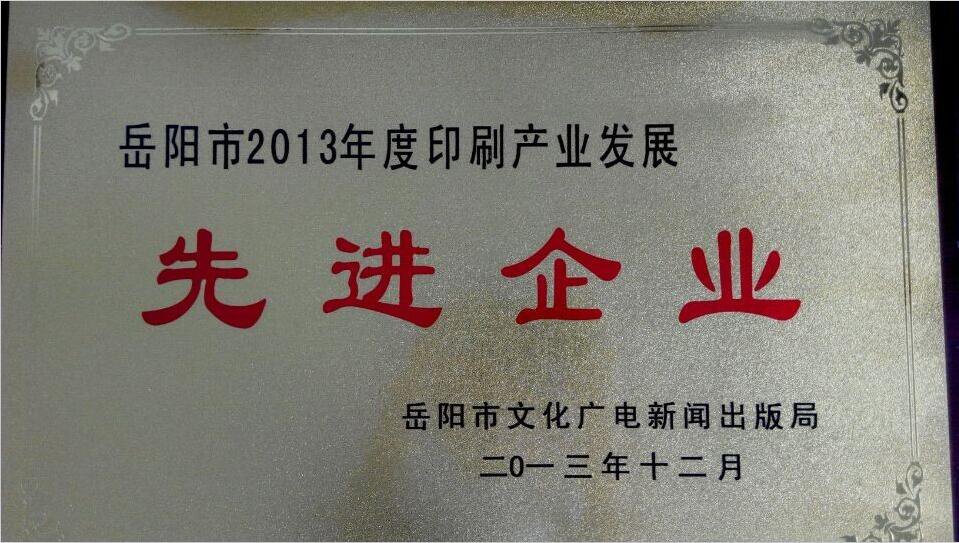 岳阳市2013年度印刷产业发展
先进企业
岳阳市文化广电新闻出版局
二0一三年十二月